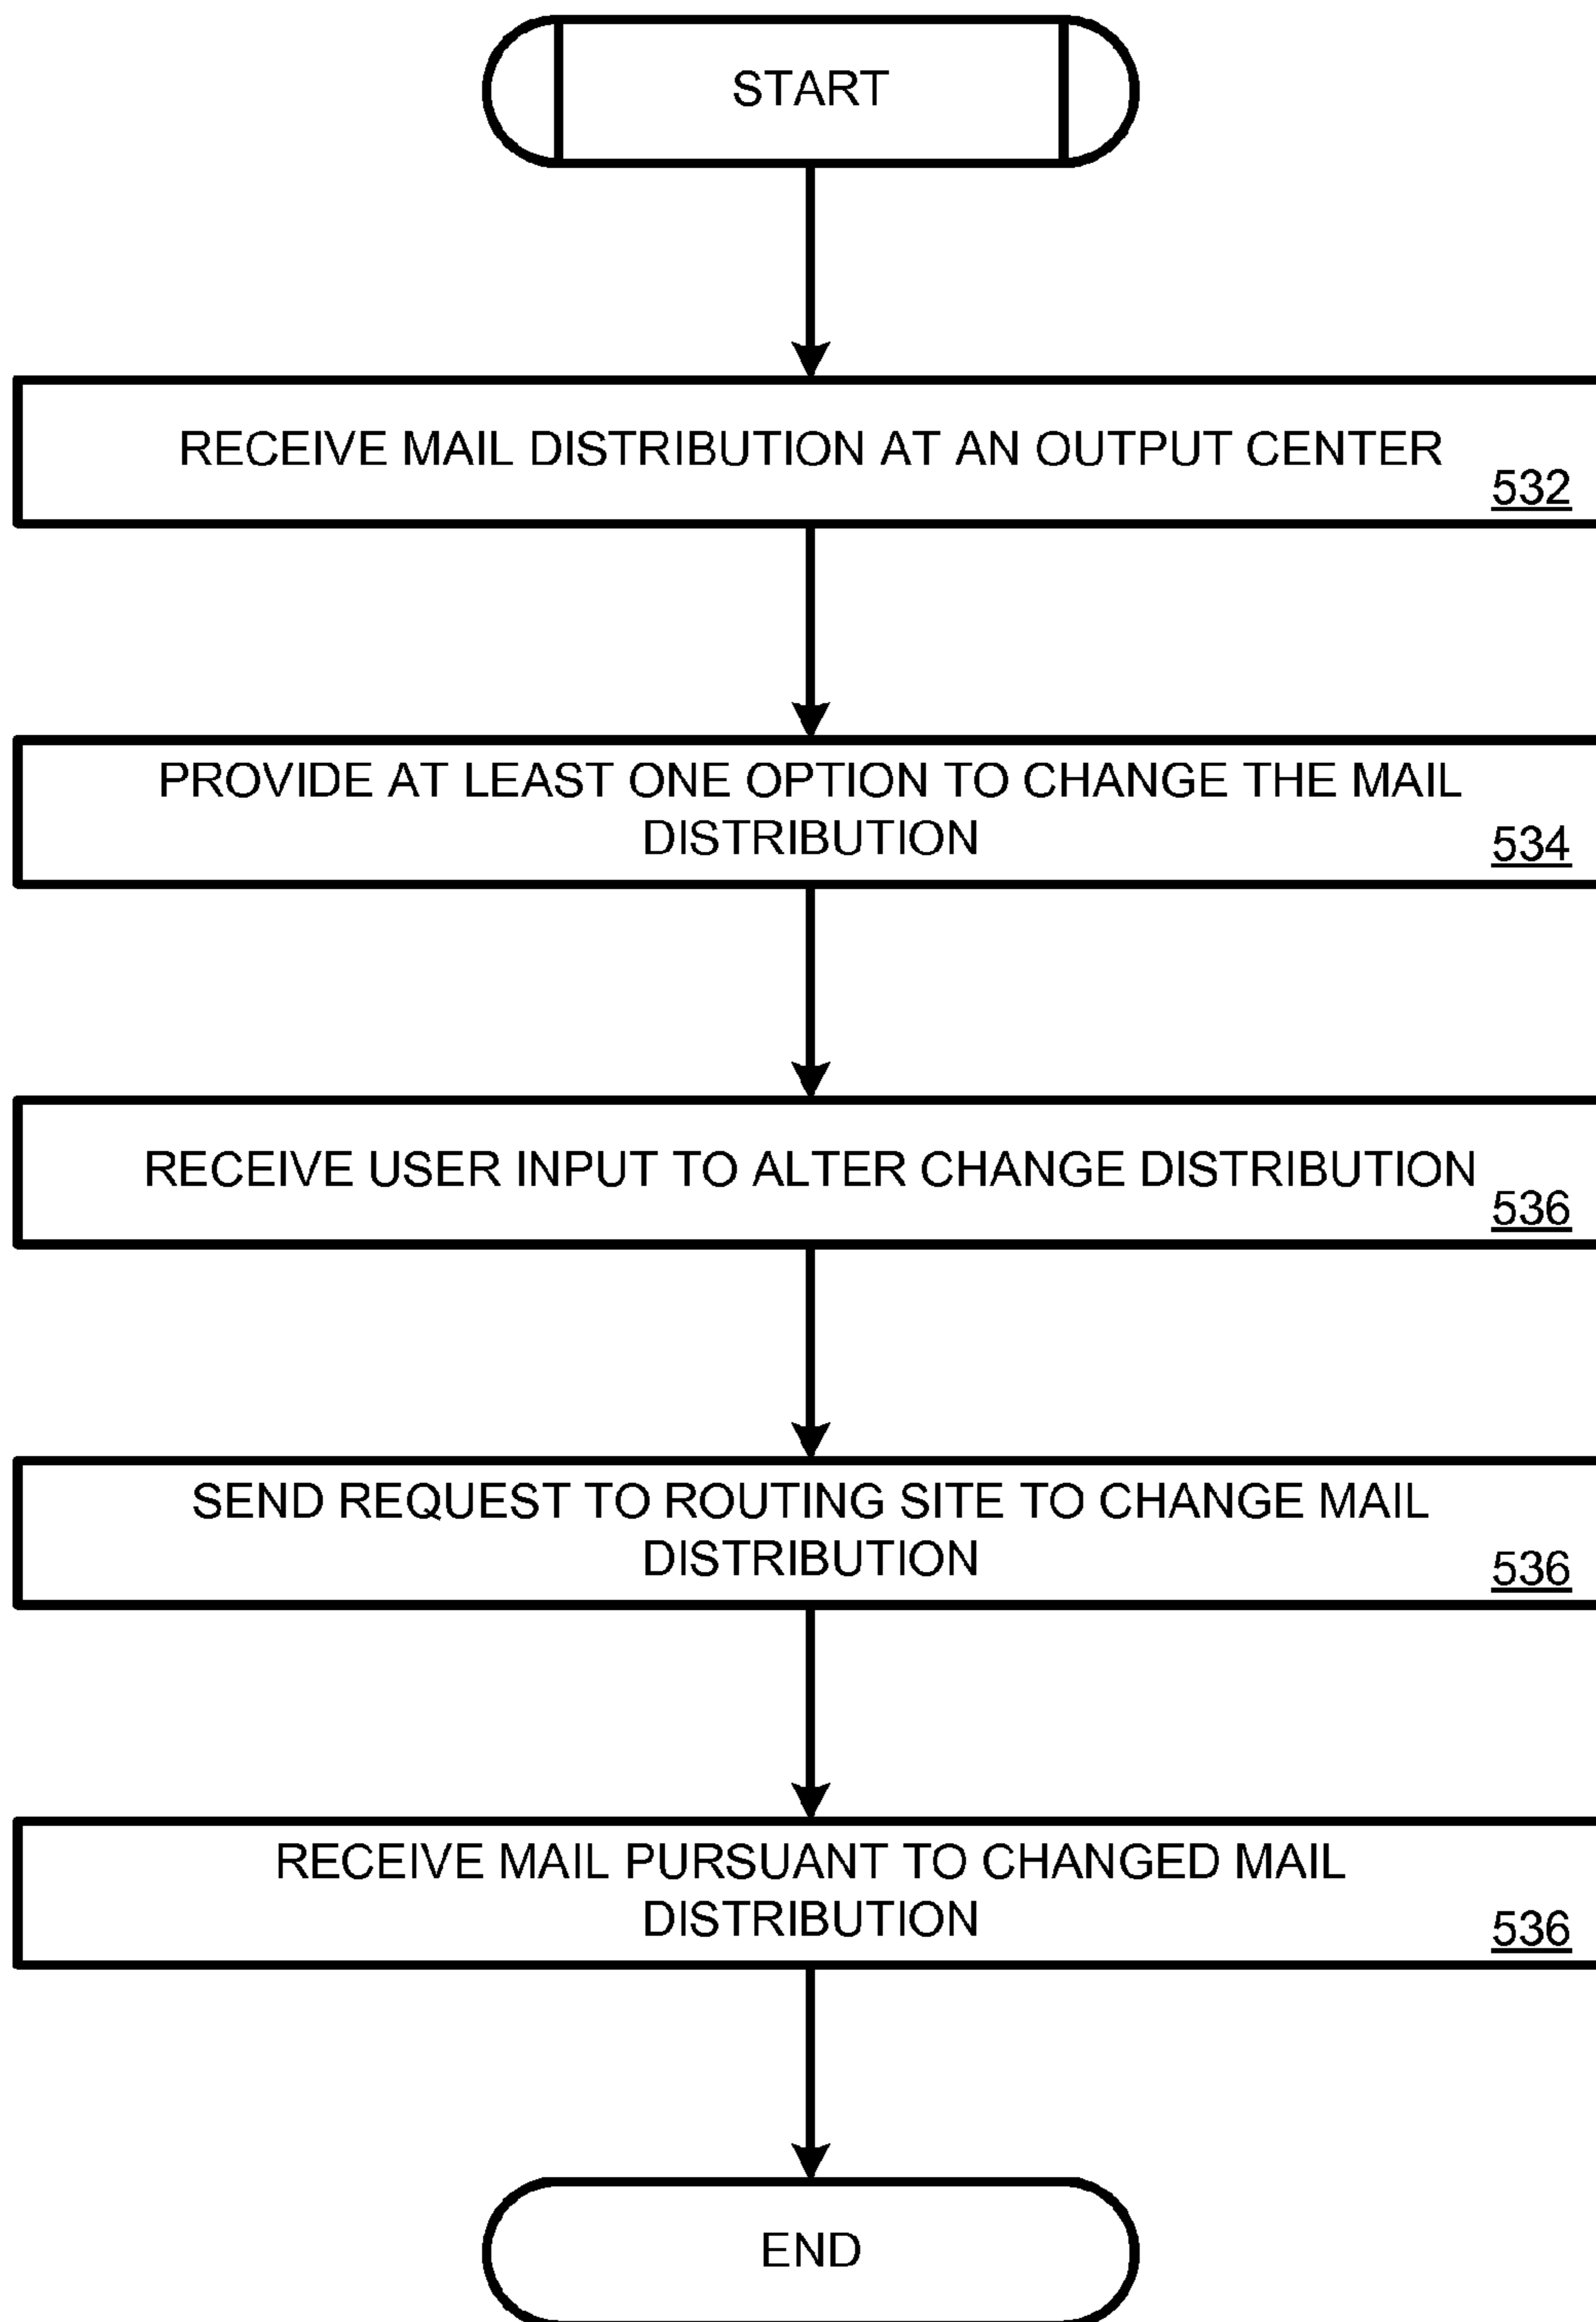 START
RECEIVE MAIL DISTRIBUTION AT AN OUTPUT CENTER
532
PROVIDE AT LEAST ONE OPTION TO CHANGE THE MAIL
DISTRIBUTION
534
RECEIVE USER INPUT TO ALTER CHANGE DISTRIBUTION
536
SEND REQUEST TO ROUTING SITE TO CHANGE MAIL
DISTRIBUTION
536
RECEIVE MAIL PURSUANT TO CHANGED MAIL
DISTRIBUTION
536
END